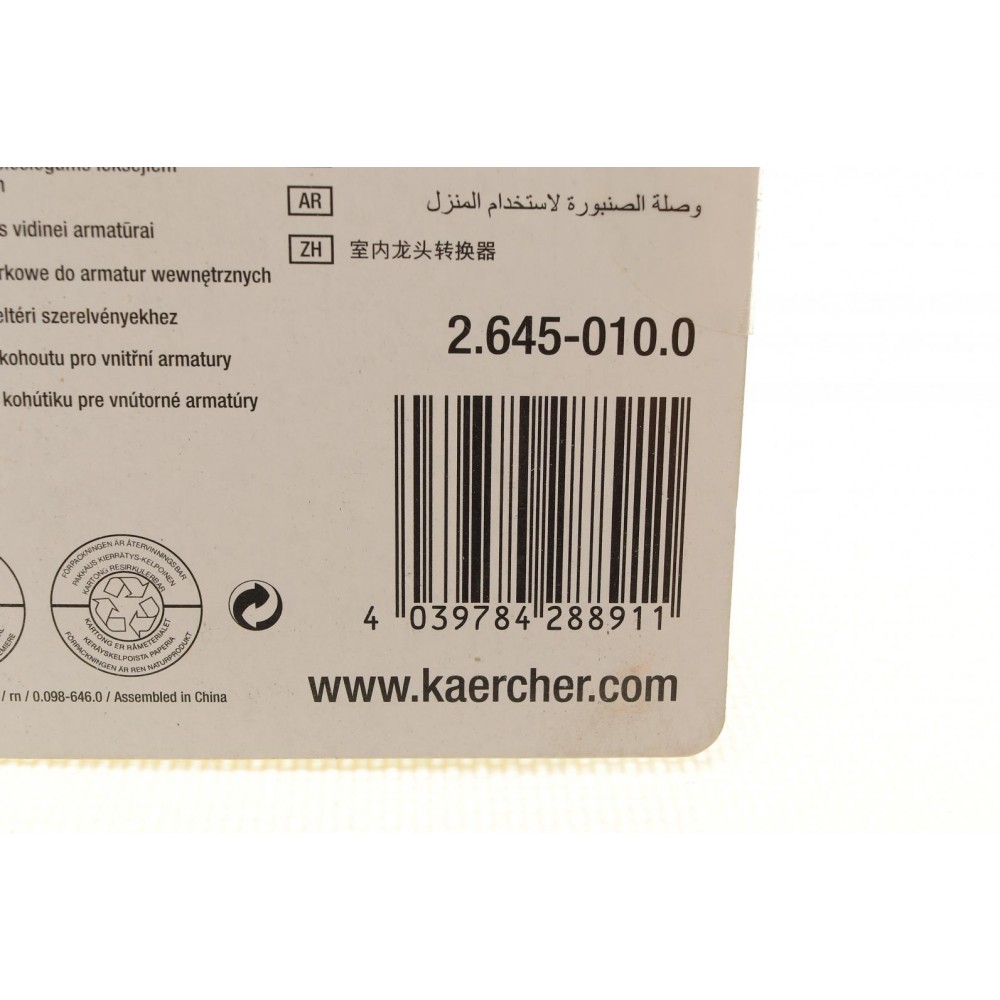 s vidinei armatūrai
rkowe do armatur wewnętrznych
eltéri szerelvényekhez
kohoutu pro vnitřní armatury
kohútiku pre vnútorné armatúry
AR وصلة الصنبورة لاستخدام المنزل
ZH 室内龙头转换器
2.645-010.0
4 039784 288911
FÖRPACKNINGEN ÄR ÅTERVINNINGSBAR
PAKKAUS KIERRÄTYS-KELPOINEN
KARTONG RESIRKULERBAR
KARTONG ER RÅMETERIALET
KERÄYSKELPOISTA PAPERIA
FÖRPACKNINGEN ÄR REN NATURPRODUKT
/ rn / 0.098-646.0 / Assembled in China
www.kaercher.com